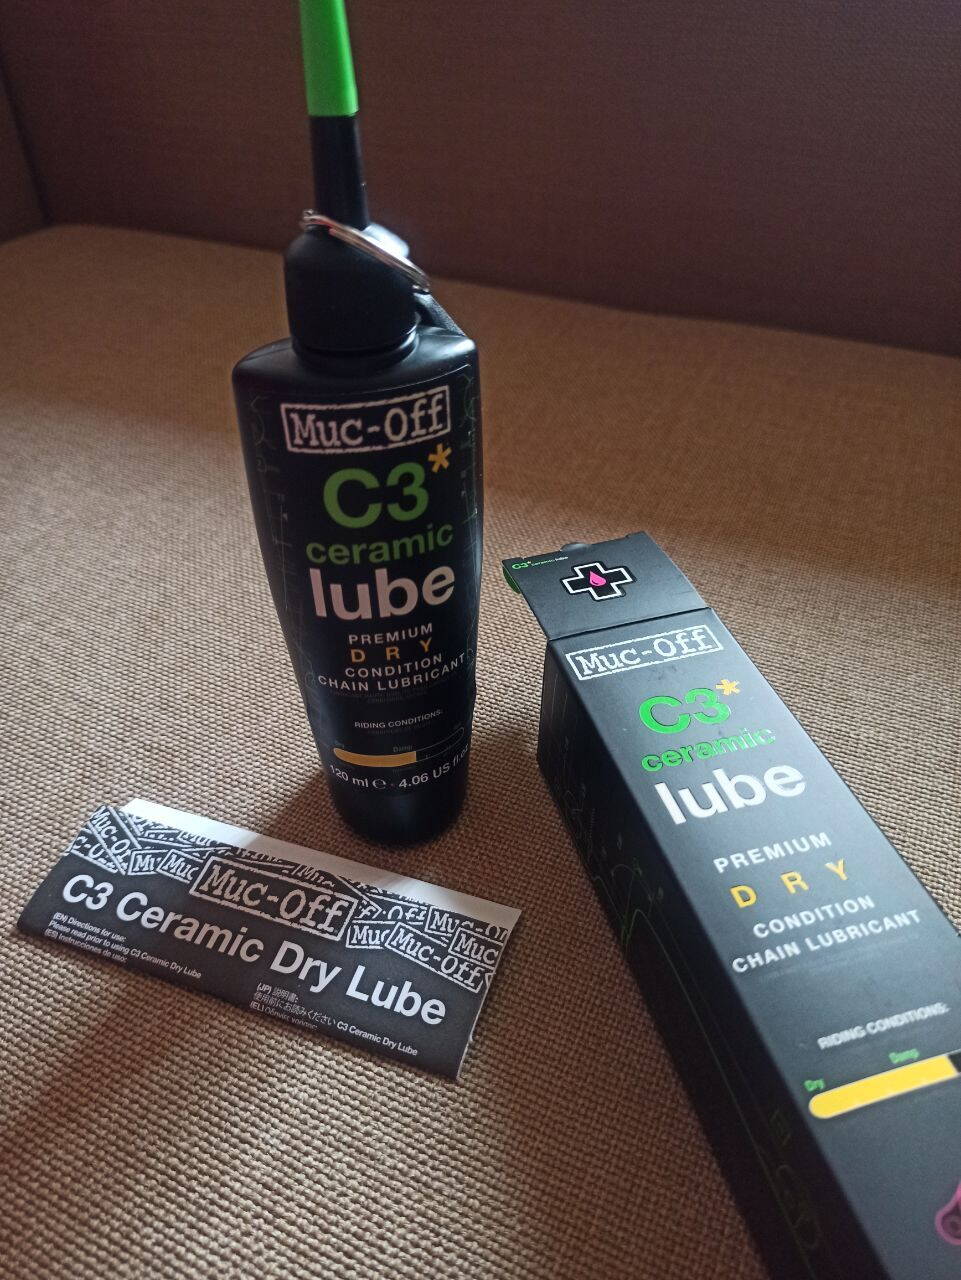 Muc-Off
C3*
ceramic
lube
PREMIUM
DRY
CONDITION
CHAIN LUBRICANT
RIDING CONDITIONS:
Damp
120 ml ℮ - 4.06 US fl.oz
C3* ceramic lube
Muc-Off
C3*
ceramic
lube
PREMIUM
DRY
CONDITION
CHAIN LUBRICANT
RIDING CONDITIONS:
Dry Damp
Muc-Off
C3 Ceramic Dry Lube
(EN) Directions for use:
Please read prior to using C3 Ceramic Dry Lube
(ES) Instrucciones de uso:
(JP) 説明書:
使用前にお読みください C3 Ceramic Dry Lube